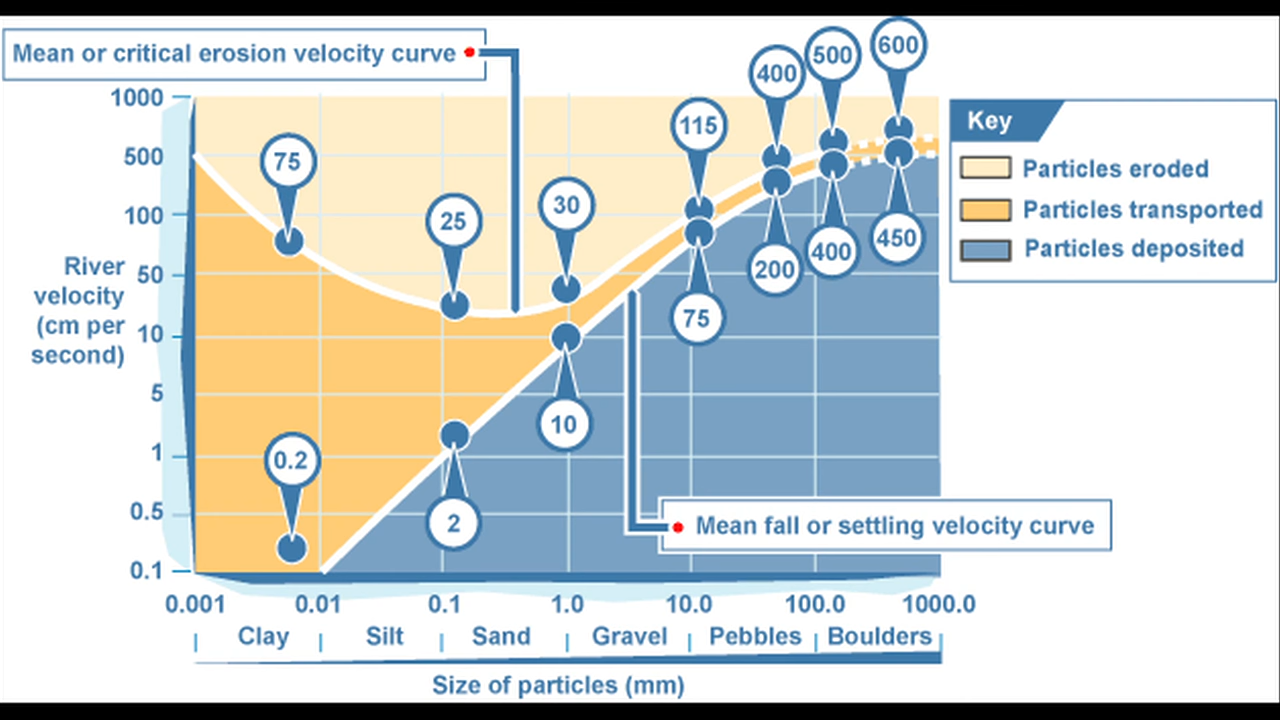 Mean or critical erosion velocity curve
600
500
400
115
75
25
30
1000
500
100
50
10
5
1
0.5
0.1
River
velocity
(cm per
second)
Key
Particles eroded
Particles transported
Particles deposited
450
400
200
75
10
0.2
2
Mean fall or settling velocity curve
0.001 0.01 0.1 1.0 10.0 100.0 1000.0
Clay Silt Sand Gravel Pebbles Boulders
Size of particles (mm)